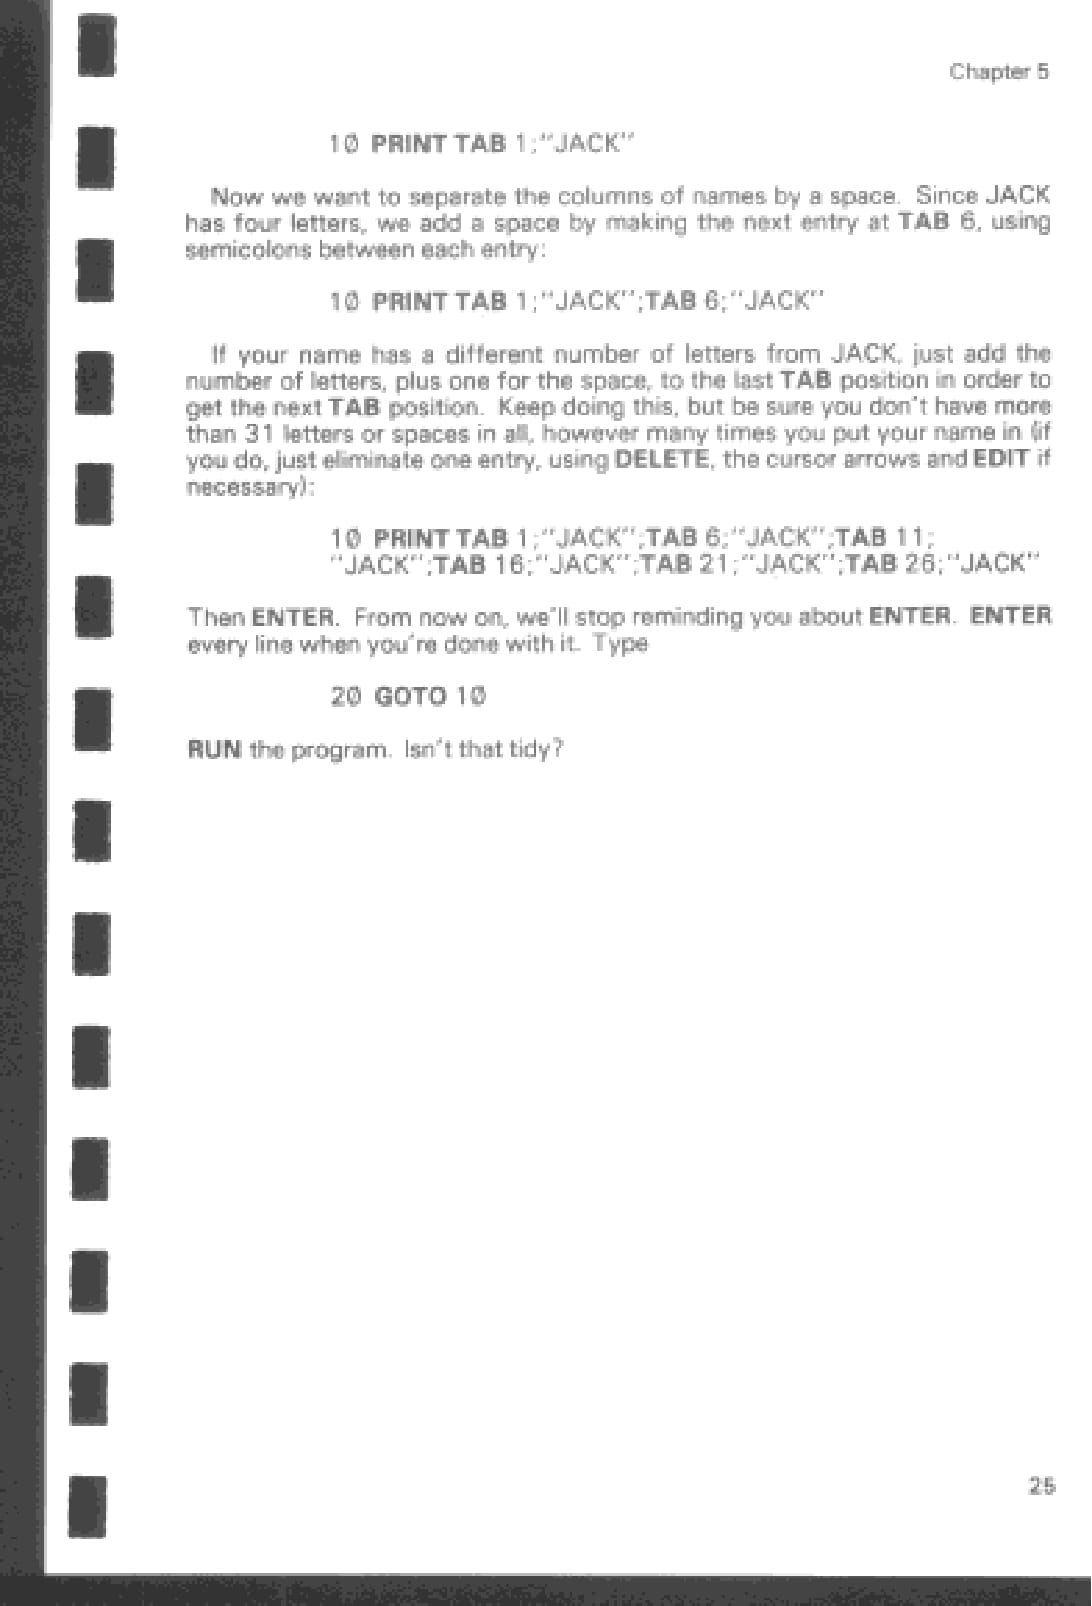 Chapter 5
10 PRINT TAB 1;"JACK"
Now we want to separate the columns of names by a space. Since JACK
has four letters, we add a space by making the next entry at TAB 6, using
semicolons between each entry:
10 PRINT TAB 1;"JACK";TAB 6;"JACK"
If your name has a different number of letters from JACK, just add the
number of letters, plus one for the space, to the last TAB position in order to
get the next TAB position. Keep doing this, but be sure you don't have more
than 31 letters or spaces in all, however many times you put your name in (if
you do, just eliminate one entry, using DELETE, the cursor arrows and EDIT if
necessary):
10 PRINT TAB 1;"JACK";TAB 6;"JACK";TAB 11;
"JACK";TAB 16;"JACK";TAB 21;"JACK";TAB 26;"JACK"
Then ENTER. From now on, we'll stop reminding you about ENTER. ENTER
every line when you're done with it. Type
20 GOTO 10
RUN the program. Isn't that tidy?
25